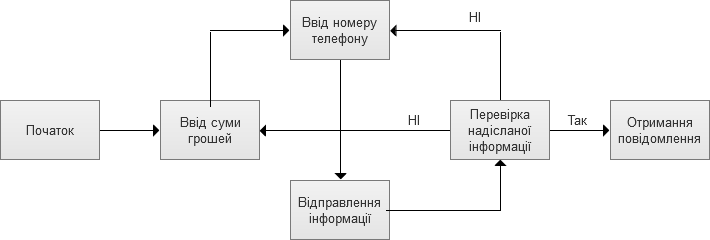 Ввід номеру
телефону
НІ
Початок
Ввід суми
грошей
НІ
Перевірка
надісланої
інформації
Так
Отримання
повідомлення
Відправлення
інформації